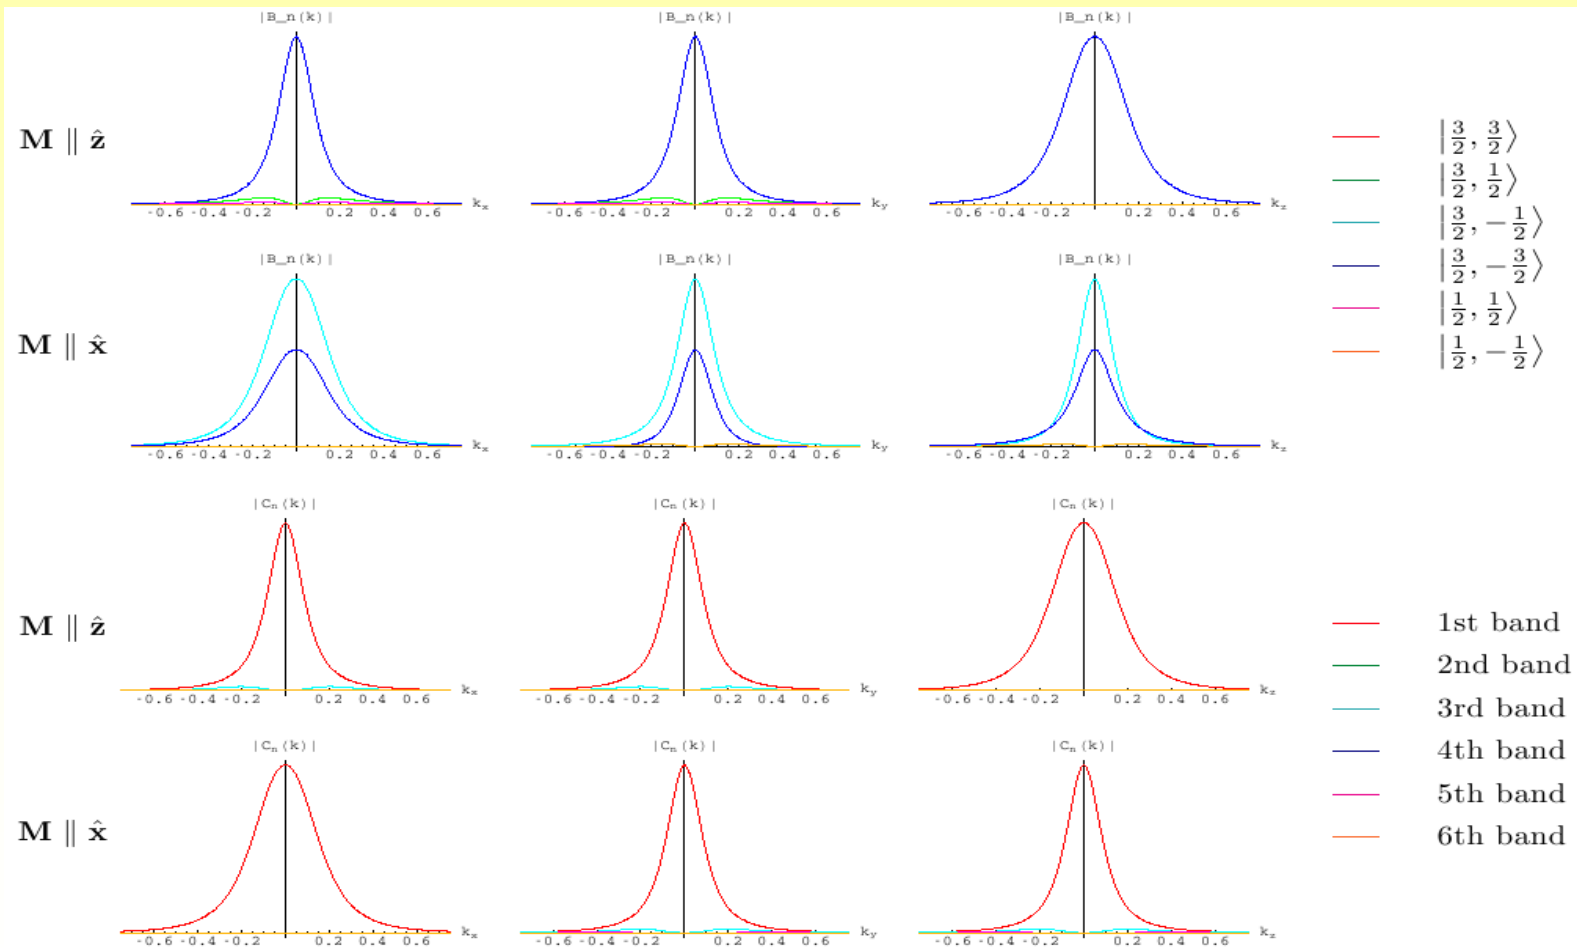 |B_n(k)| |B_n(k)| |B_n(k)|
M ∥ ẑ
-0.6 -0.4 -0.2 0.2 0.4 0.6 kₓ
-0.6 -0.4 -0.2 0.2 0.4 0.6 k_y
-0.6 -0.4 -0.2 0.2 0.4 0.6 k_z
|B_n(k)| |B_n(k)| |B_n(k)|
M ∥ x̂
-0.6 -0.4 -0.2 0.2 0.4 0.6 kₓ
-0.6 -0.4 -0.2 0.2 0.4 0.6 k_y
-0.6 -0.4 -0.2 0.2 0.4 0.6 k_z
|3/2, 3/2⟩
|3/2, 1/2⟩
|3/2, −1/2⟩
|3/2, −3/2⟩
|1/2, 1/2⟩
|1/2, −1/2⟩
|Cₙ(k)| |Cₙ(k)| |Cₙ(k)|
M ∥ ẑ
-0.6 -0.4 -0.2 0.2 0.4 0.6 kₓ
-0.6 -0.4 -0.2 0.2 0.4 0.6 k_y
-0.6 -0.4 -0.2 0.2 0.4 0.6 k_z
|Cₙ(k)| |Cₙ(k)| |Cₙ(k)|
M ∥ x̂
-0.6 -0.4 -0.2 0.2 0.4 0.6 kₓ
-0.6 -0.4 -0.2 0.2 0.4 0.6 k_y
-0.6 -0.4 -0.2 0.2 0.4 0.6 k_z
1st band
2nd band
3rd band
4th band
5th band
6th band